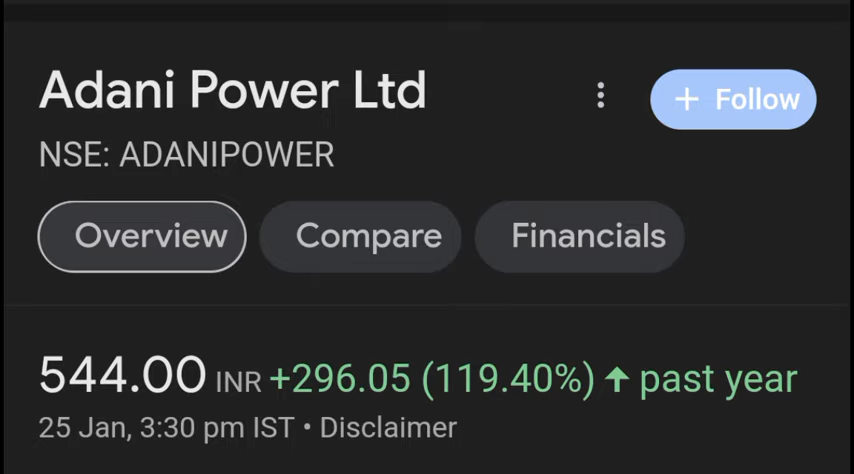 Adani Power Ltd
+ Follow
NSE: ADANIPOWER
Overview Compare Financials
544.00 INR +296.05 (119.40%) ↑ past year
25 Jan, 3:30 pm IST • Disclaimer